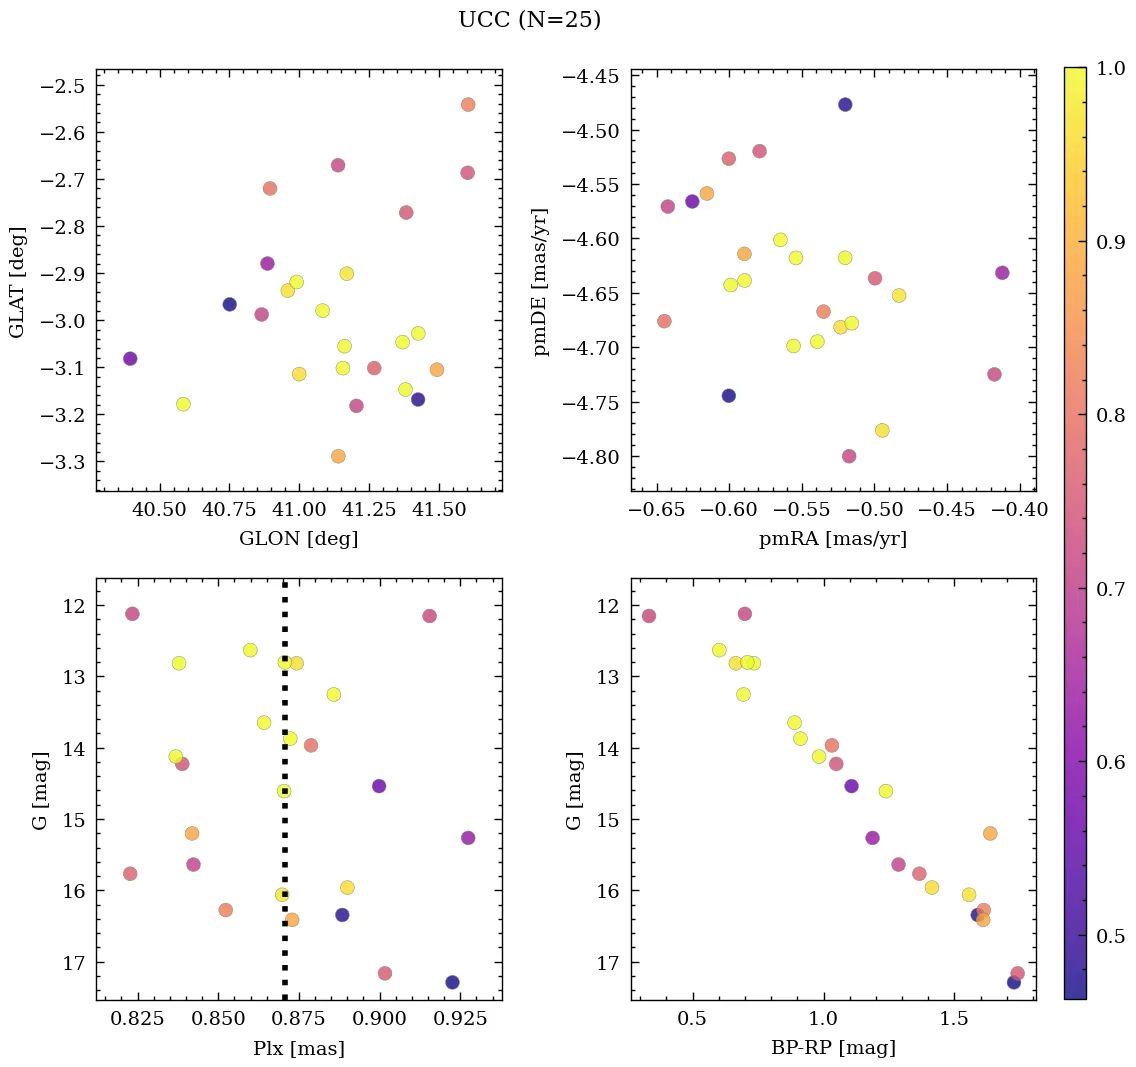 UCC (N=25)
−2.5
−2.6
−2.7
−2.8
−2.9
−3.0
−3.1
−3.2
−3.3
GLAT [deg]
40.50 40.75 41.00 41.25 41.50
GLON [deg]
−4.45
−4.50
−4.55
−4.60
−4.65
−4.70
−4.75
−4.80
pmDE [mas/yr]
−0.65 −0.60 −0.55 −0.50 −0.45 −0.40
pmRA [mas/yr]
12
13
14
15
16
17
G [mag]
0.825 0.850 0.875 0.900 0.925
Plx [mas]
12
13
14
15
16
17
G [mag]
0.5 1.0 1.5
BP-RP [mag]
1.0
0.9
0.8
0.7
0.6
0.5